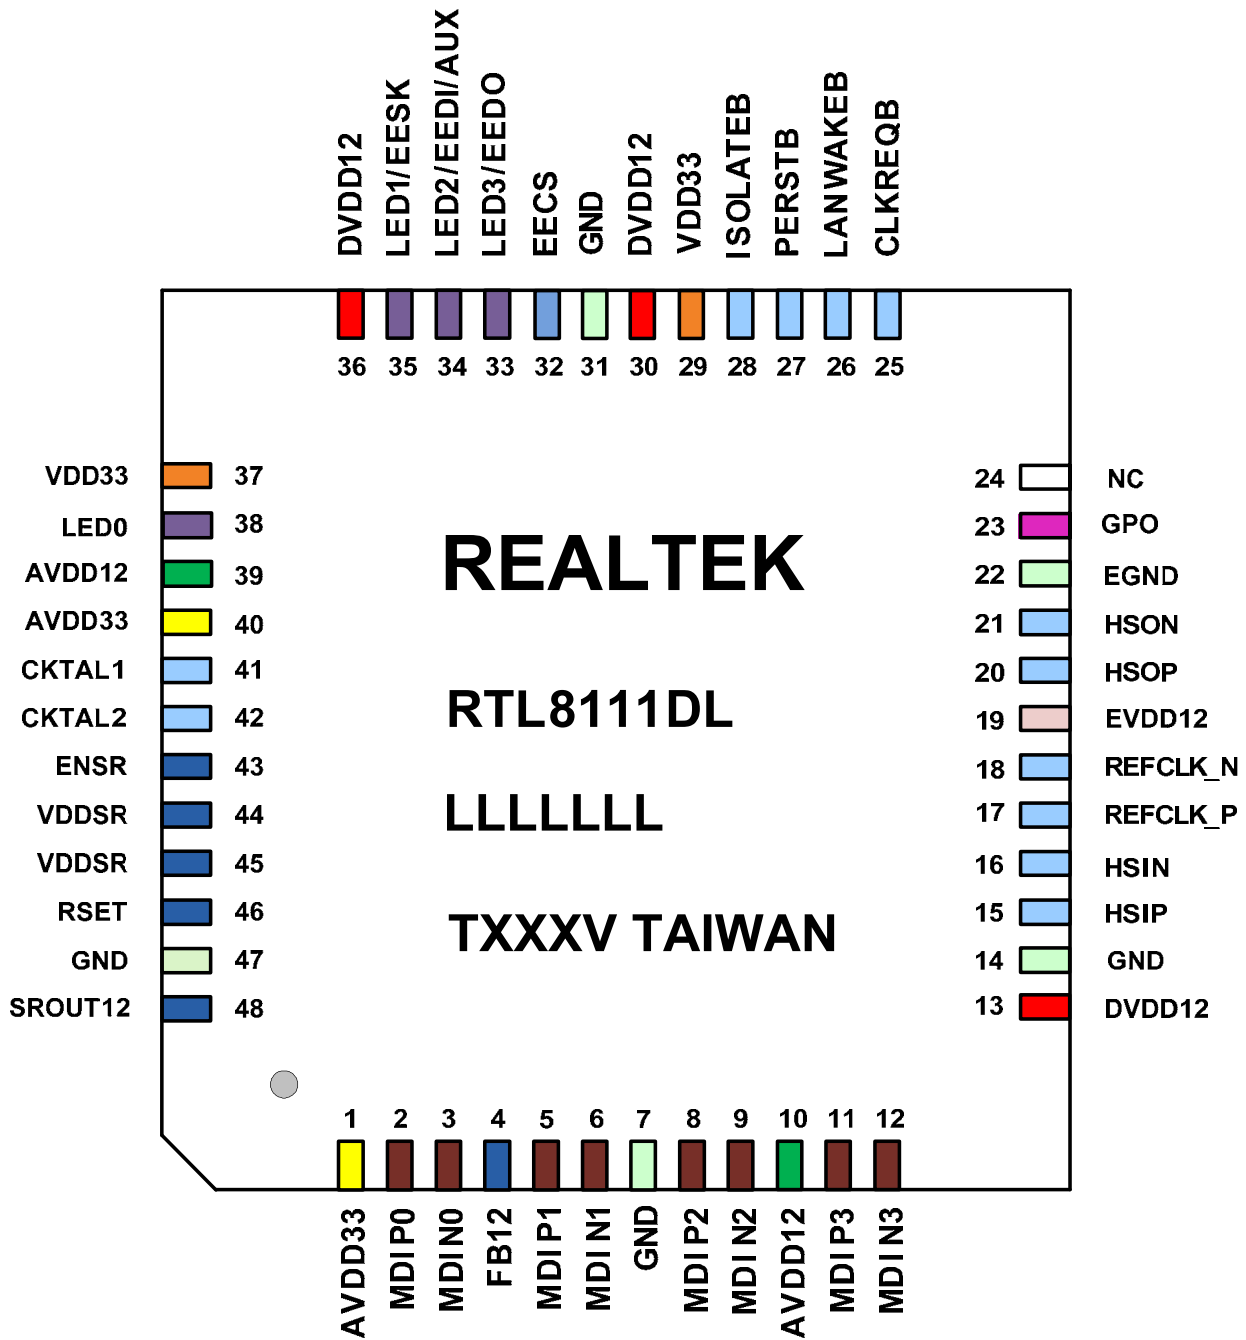 DVDD12
LED1/EESK
LED2/EEDI/AUX
LED3/EEDO
EECS
GND
DVDD12
VDD33
ISOLATEB
PERSTB
LANWAKEB
CLKREQB
36 35 34 33 32 31 30 29 28 27 26 25
VDD33 37
LED0 38
AVDD12 39
AVDD33 40
CKTAL1 41
CKTAL2 42
ENSR 43
VDDSR 44
VDDSR 45
RSET 46
GND 47
SROUT12 48
REALTEK
RTL8111DL
LLLLLLL
TXXXV TAIWAN
24 NC
23 GPO
22 EGND
21 HSON
20 HSOP
19 EVDD12
18 REFCLK_N
17 REFCLK_P
16 HSIN
15 HSIP
14 GND
13 DVDD12
1 2 3 4 5 6 7 8 9 10 11 12
AVDD33
MDIP0
MDIN0
FB12
MDIP1
MDIN1
GND
MDIP2
MDIN2
AVDD12
MDIP3
MDIN3